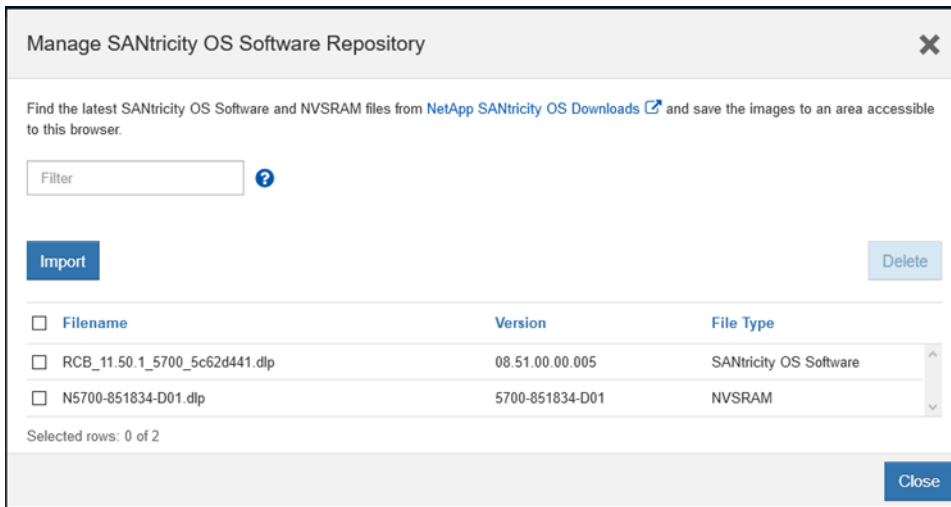 Manage SANtricity OS Software Repository
Find the latest SANtricity OS Software and NVSRAM files from NetApp SANtricity OS Downloads and save the images to an area accessible
to this browser.
Filter
Import Delete
Filename Version File Type
RCB_11.50.1_5700_5c62d441.dlp 08.51.00.00.005 SANtricity OS Software
N5700-851834-D01.dlp 5700-851834-D01 NVSRAM
Selected rows: 0 of 2
Close